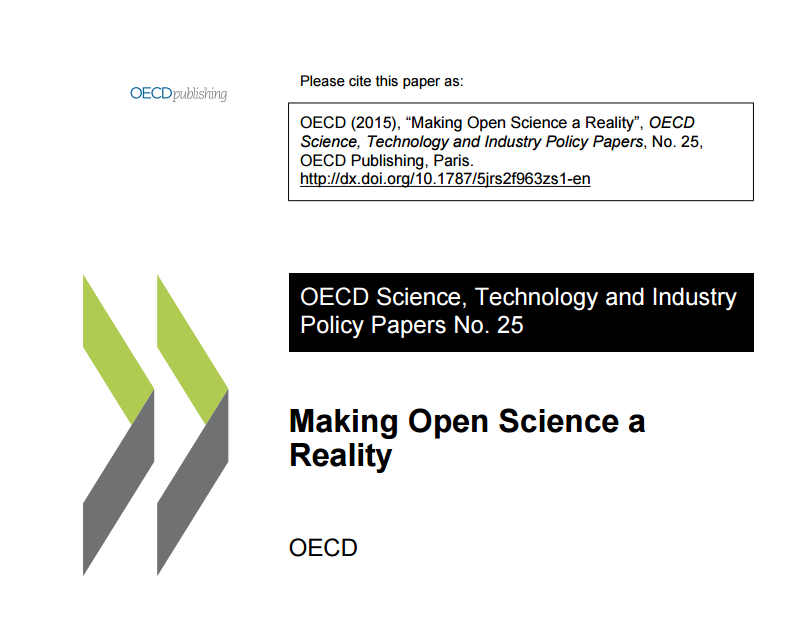 OECDpublishing
Please cite this paper as:
OECD (2015), “Making Open Science a Reality”, OECD
Science, Technology and Industry Policy Papers, No. 25,
OECD Publishing, Paris.
http://dx.doi.org/10.1787/5jrs2f963zs1-en
OECD Science, Technology and Industry
Policy Papers No. 25
Making Open Science a
Reality
OECD